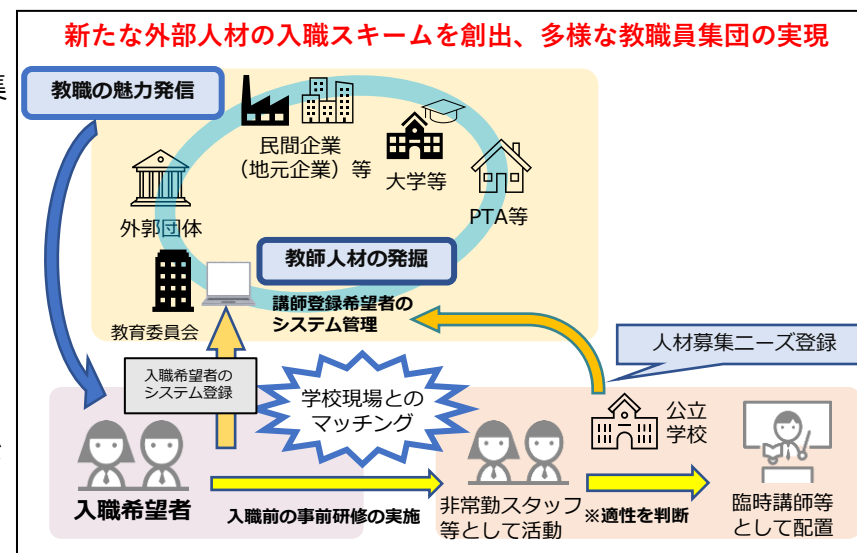 新たな外部人材の入職スキームを創出、多様な教職員集団の実現
集
教職の魅力発信
民間企業
（地元企業）等
大学等
PTA等
外郭団体
教師人材の発掘
教育委員会
講師登録希望者の
システム管理
人材募集ニーズ登録
入職希望者の
システム登録
学校現場との
マッチング
公立
学校
入職希望者
入職前の事前研修の実施
非常勤スタッフ
等として活動
※適性を判断
臨時講師等
として配置